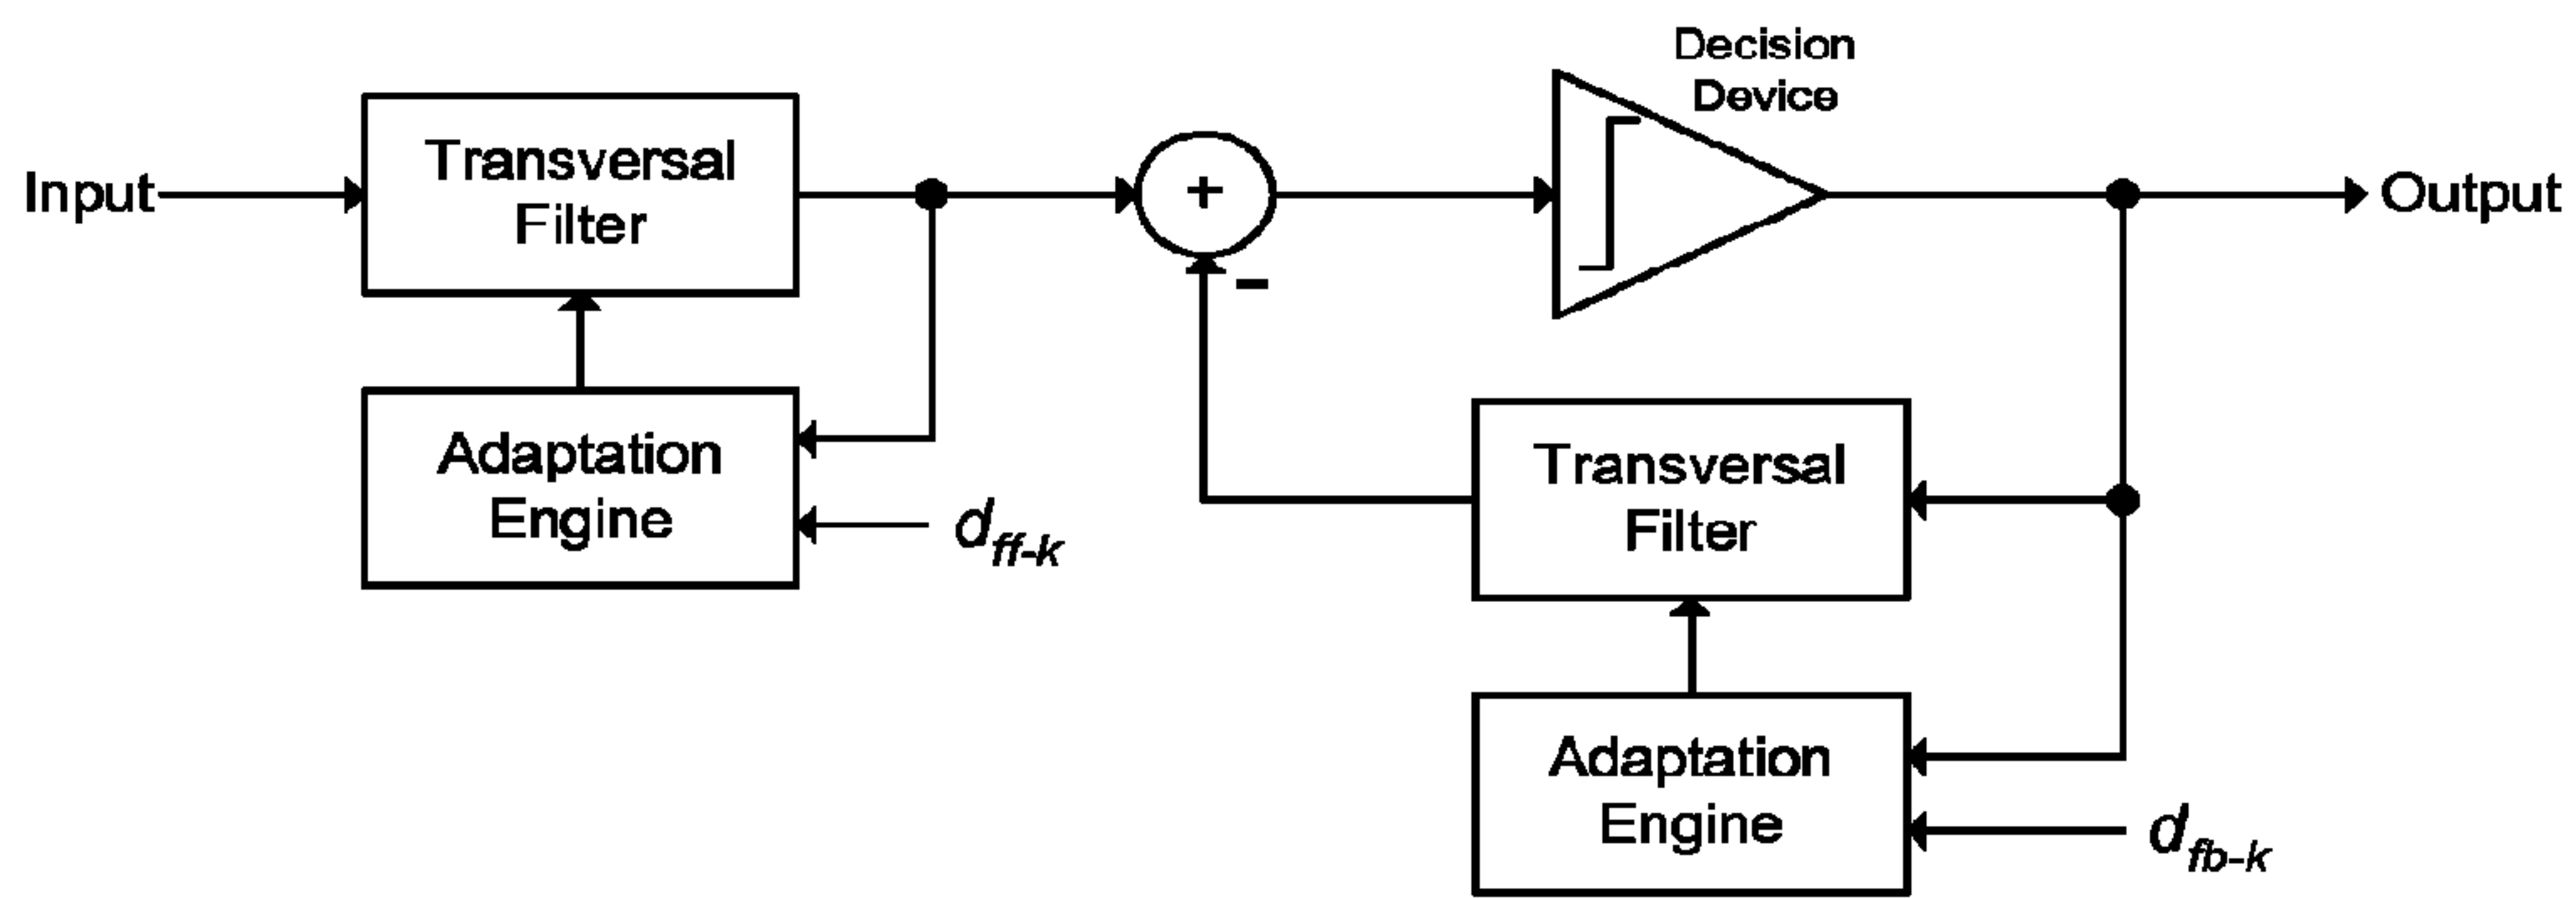 Decision
Device
Input
Transversal
Filter
+
Output
-
Adaptation
Engine
d_ff-k
Transversal
Filter
Adaptation
Engine
d_fb-k